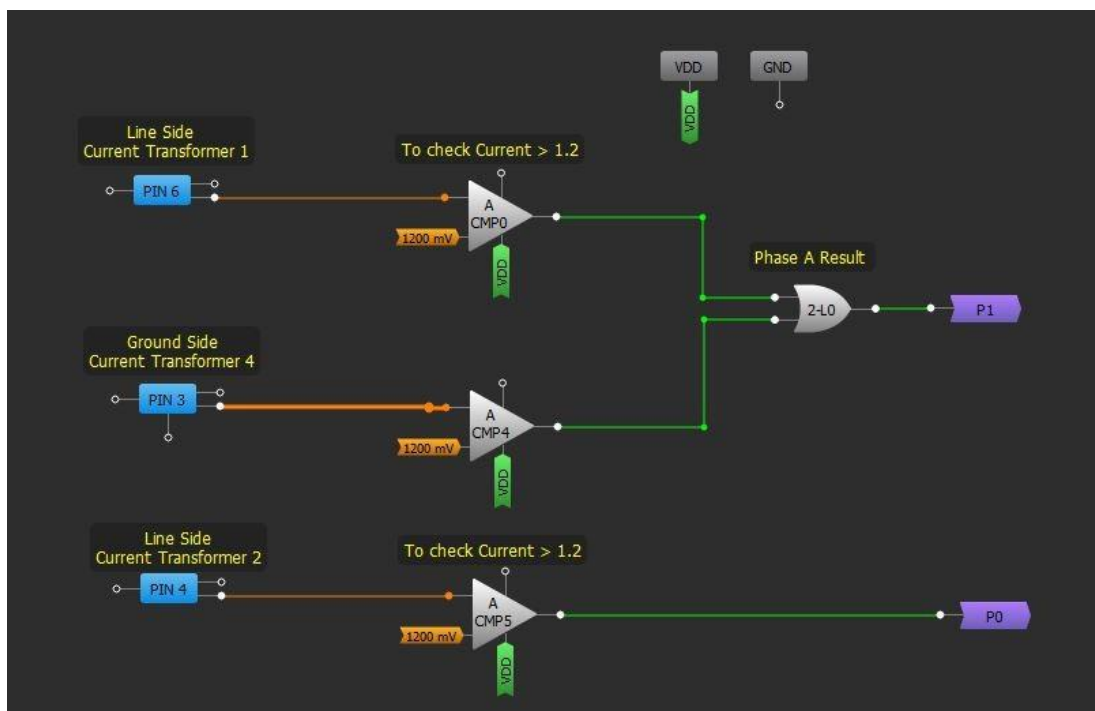 VDD
GND
VDD
Line Side
Current Transformer 1
PIN 6
To check Current > 1.2
A
CMP0
1200 mV
VDD
Phase A Result
2-L0
P1
Ground Side
Current Transformer 4
PIN 3
A
CMP4
1200 mV
VDD
Line Side
Current Transformer 2
PIN 4
To check Current > 1.2
A
CMP5
1200 mV
VDD
P0